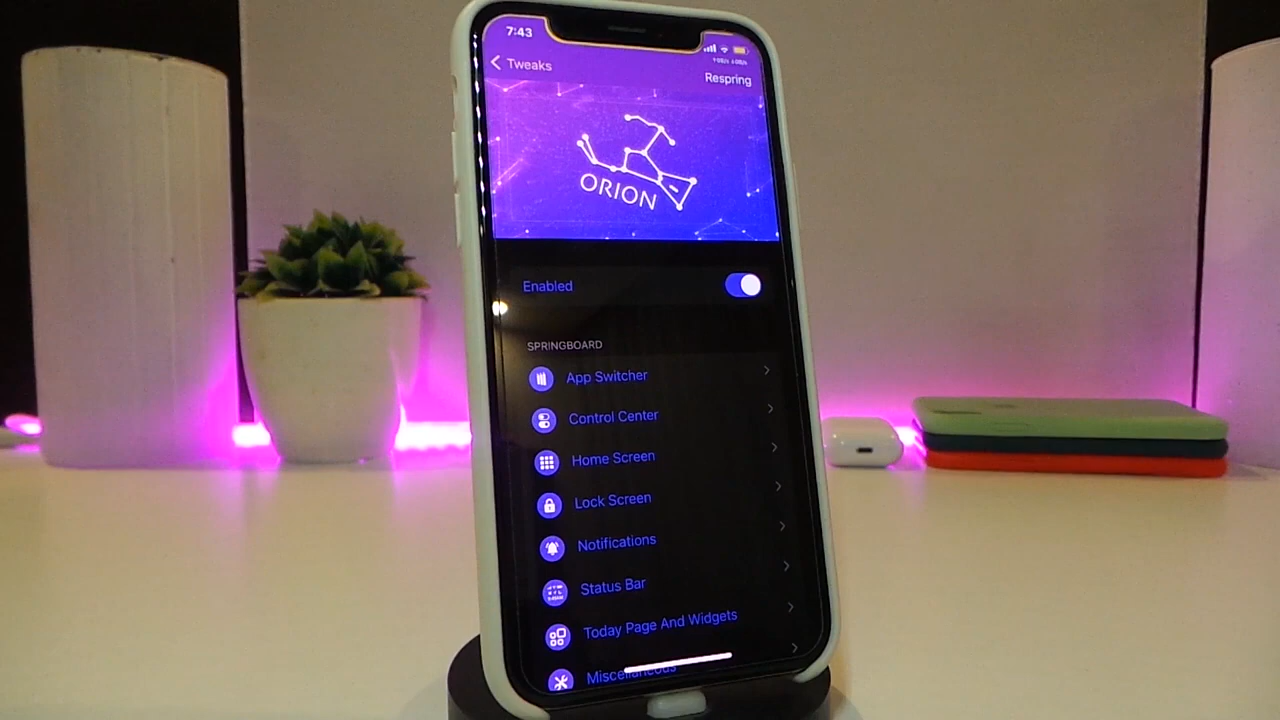 7:43
Tweaks
Respring
ORION
Enabled
SPRINGBOARD
App Switcher
Control Center
Home Screen
Lock Screen
Notifications
Status Bar
Today Page And Widgets
Miscellaneous